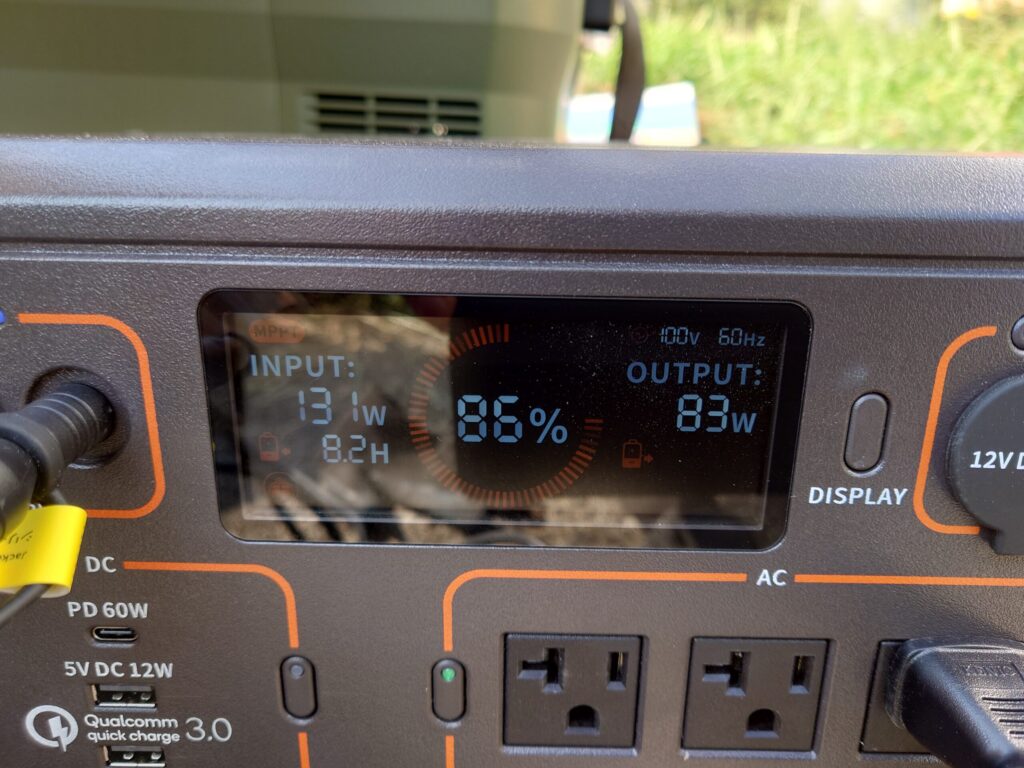 MPPT
100V 60Hz
INPUT:
OUTPUT:
131W
83W
86%
8.2H
DISPLAY
12V D
DC
AC
PD 60W
5V DC 12W
Qualcomm
quick charge 3.0